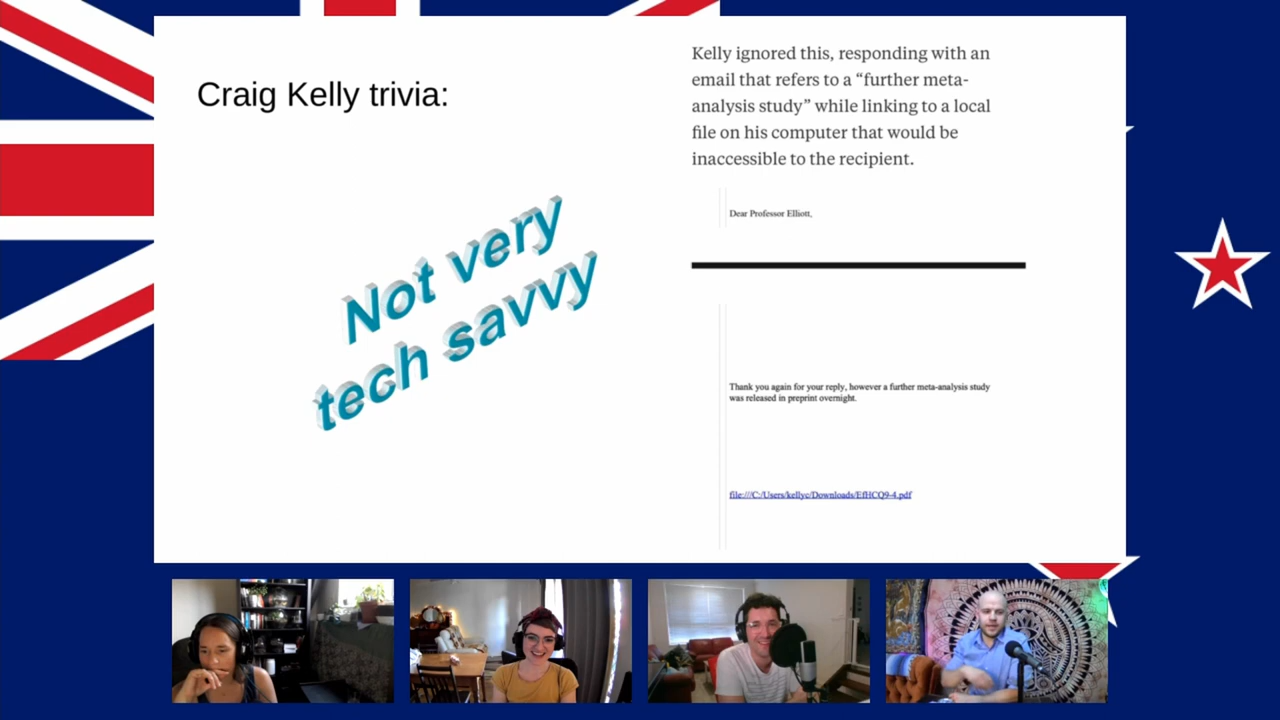 Craig Kelly trivia:
Not very
tech savvy
Kelly ignored this, responding with an
email that refers to a “further meta-
analysis study” while linking to a local
file on his computer that would be
inaccessible to the recipient.
Dear Professor Elliott,
Thank you again for your reply, however a further meta-analysis study
was released in preprint overnight.
file:///C:/Users/kellyc/Downloads/EfHCQ9-4.pdf